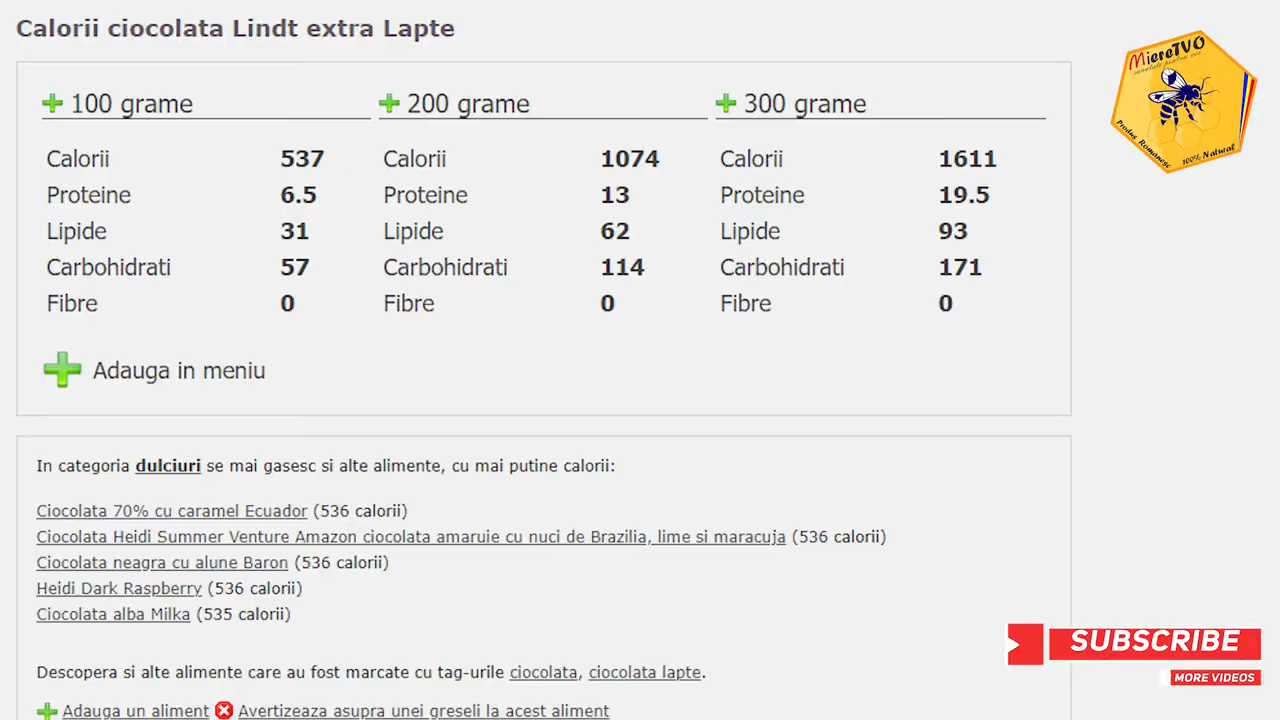 Calorii ciocolata Lindt extra Lapte
100 grame 200 grame 300 grame
Calorii 537 Calorii 1074 Calorii 1611
Proteine 6.5 Proteine 13 Proteine 19.5
Lipide 31 Lipide 62 Lipide 93
Carbohidrati 57 Carbohidrati 114 Carbohidrati 171
Fibre 0 Fibre 0 Fibre 0
Adauga in meniu
In categoria dulciuri se mai gasesc si alte alimente, cu mai putine calorii:
Ciocolata 70% cu caramel Ecuador (536 calorii)
Ciocolata Heidi Summer Venture Amazon ciocolata amaruie cu nuci de Brazilia, lime si maracuja (536 calorii)
Ciocolata neagra cu alune Baron (536 calorii)
Heidi Dark Raspberry (536 calorii)
Ciocolata alba Milka (535 calorii)
Descopera si alte alimente care au fost marcate cu tag-urile ciocolata, ciocolata lapte.
Adauga un aliment Avertizeaza asupra unei greseli la acest aliment
MiereTVO
Produs Romanesc
100% Natural
SUBSCRIBE
MORE VIDEOS